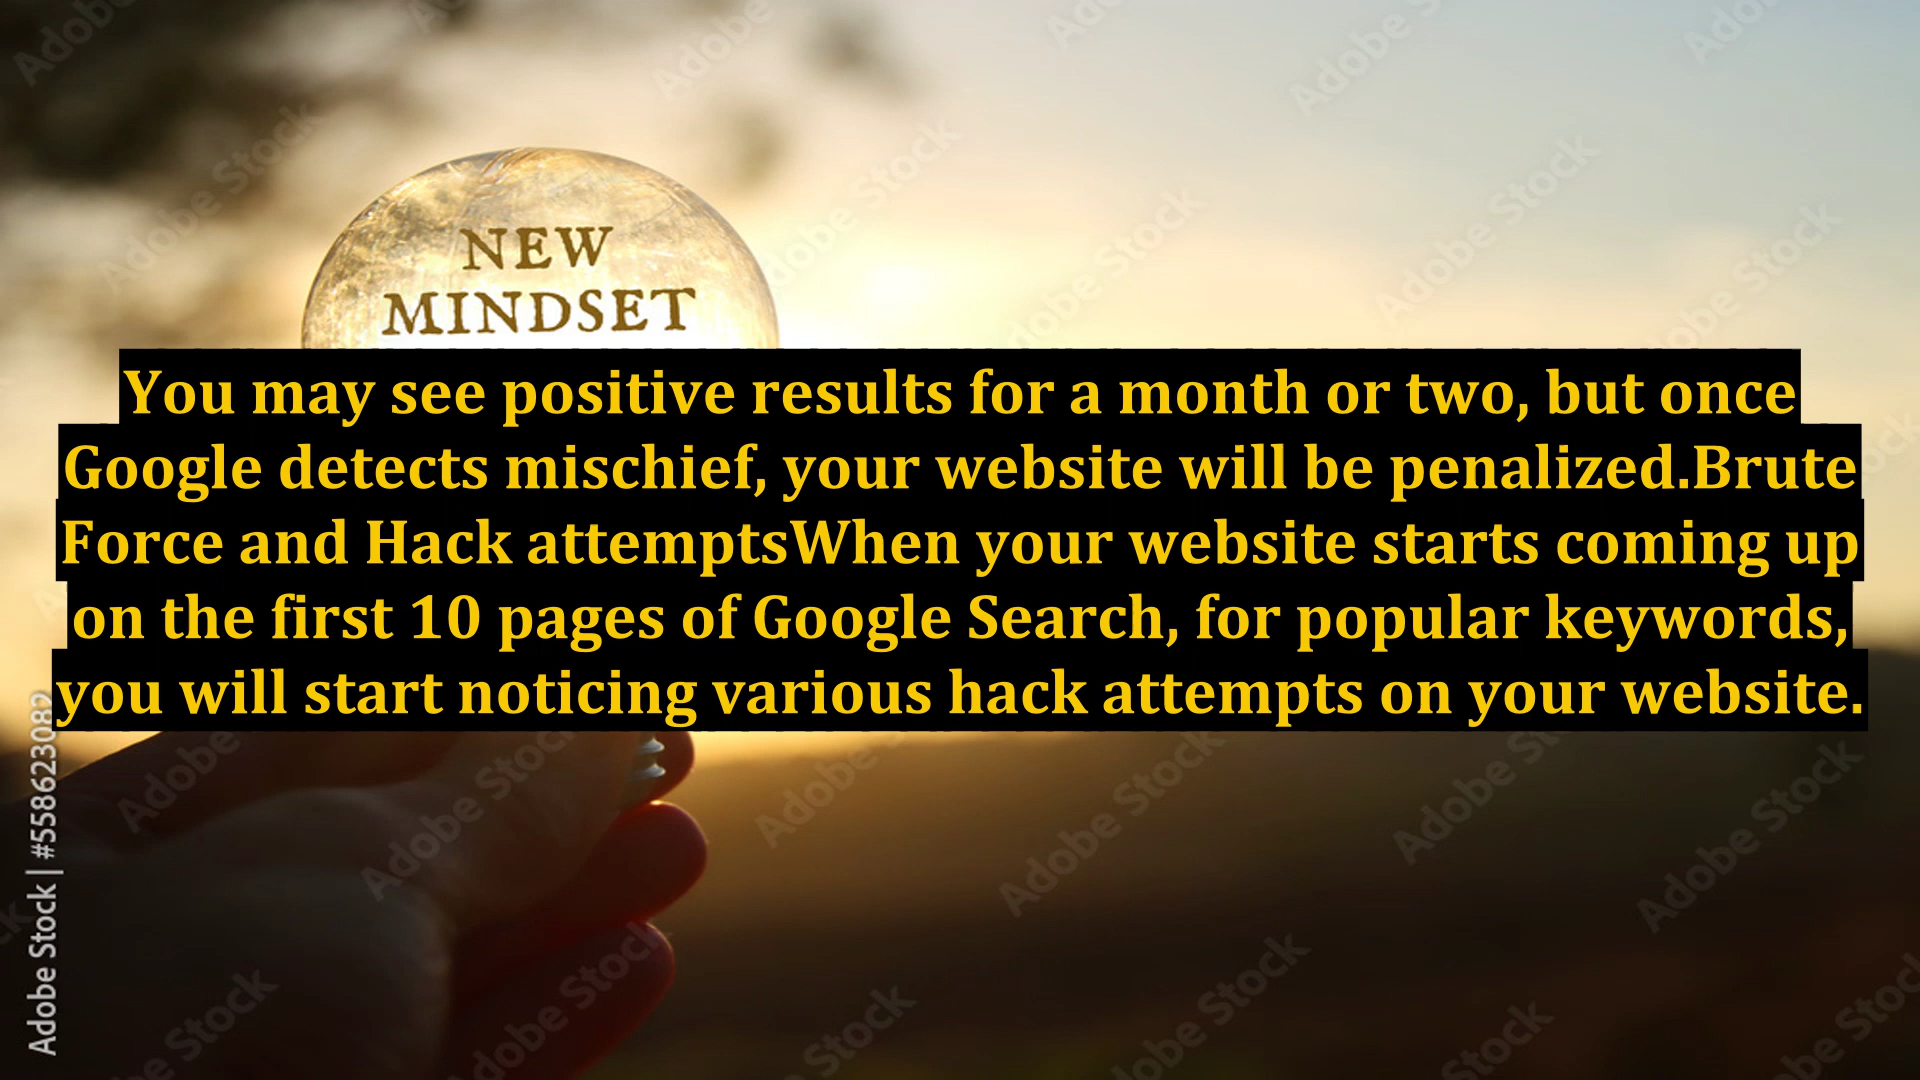 NEW
MINDSET
You may see positive results for a month or two, but once
Google detects mischief, your website will be penalized.Brute
Force and Hack attemptsWhen your website starts coming up
on the first 10 pages of Google Search, for popular keywords,
you will start noticing various hack attempts on your website.
Adobe Stock | #558623082